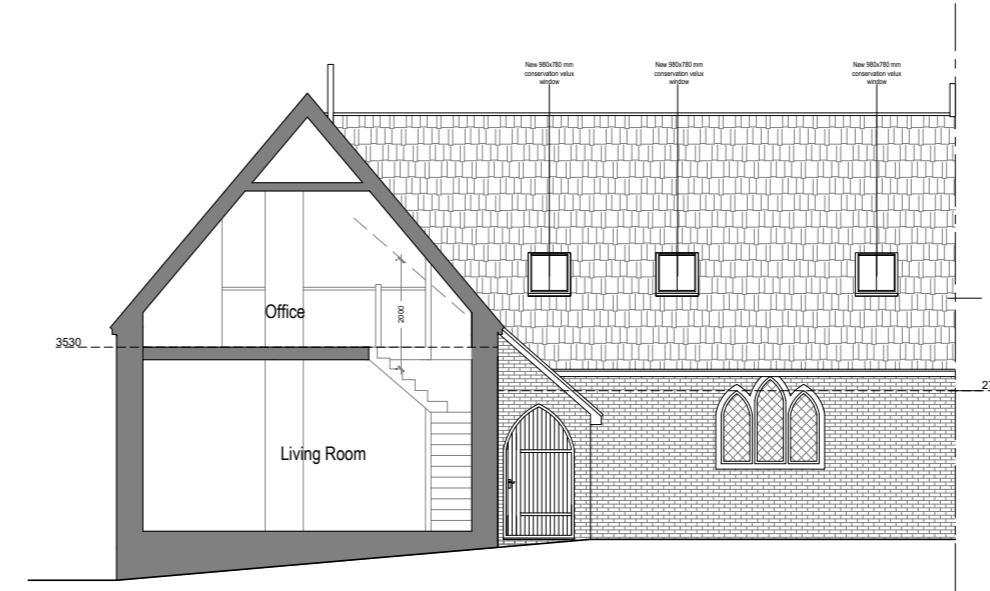 New 980x780 mm
conservation velux
window
New 980x780 mm
conservation velux
window
New 980x780 mm
conservation velux
window
Office
2000
3530
Living Room